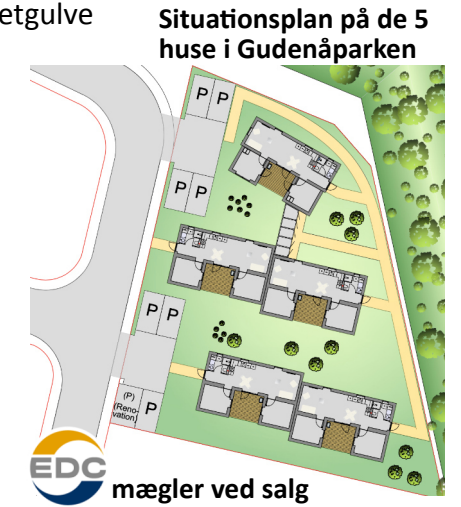 etgulve
Situationsplan på de 5
huse i Gudenåparken
P P
P P
P P
(P)
(Reno-
vation)
P
EDC
mægler ved salg